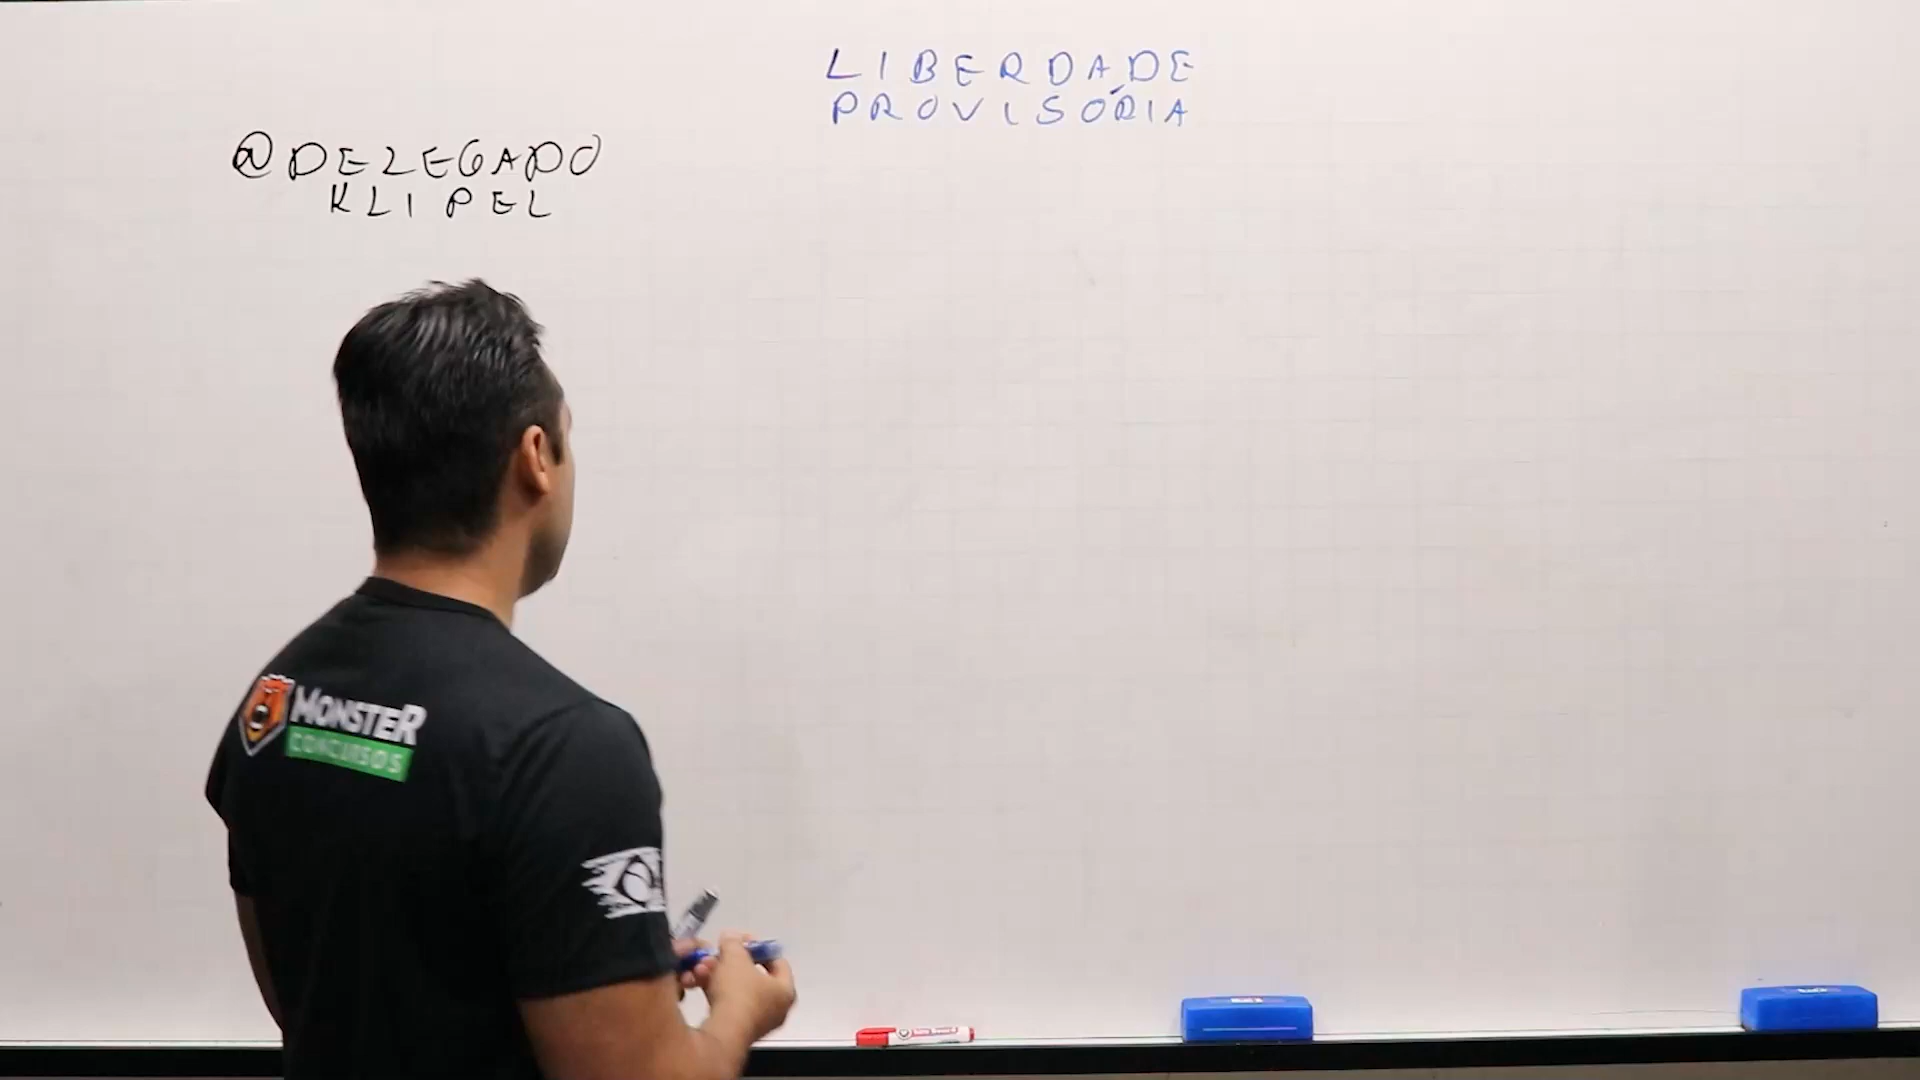 LIBERDADE
PROVISÓRIA
@DELEGADO
KLIPEL
MONSTER
CONCURSOS